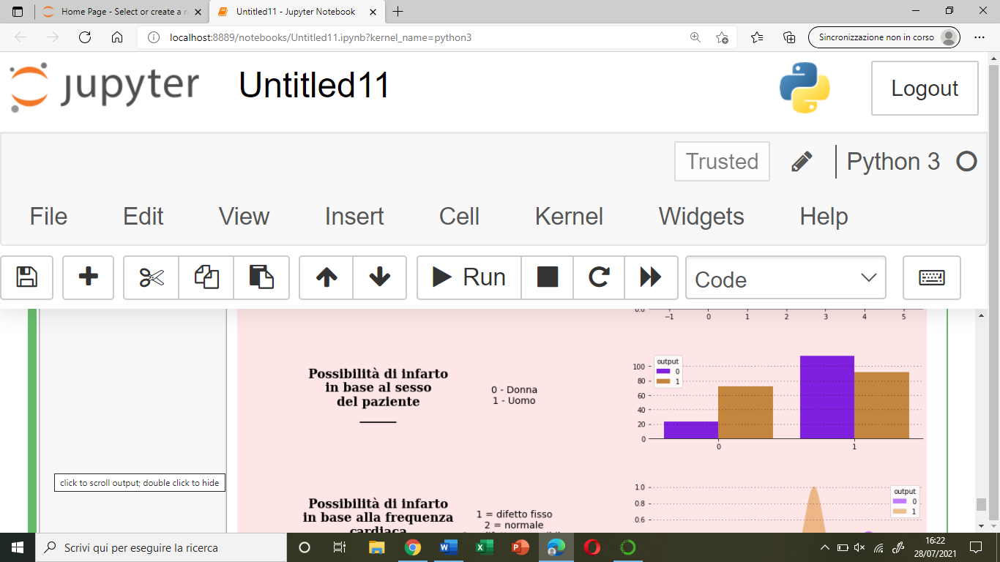 Home Page - Select or create a n
Untitled11 - Jupyter Notebook
localhost:8889/notebooks/Untitled11.ipynb?kernel_name=python3
Sincronizzazione non in corso
jupyter
Untitled11
Logout
Trusted
Python 3
File Edit View Insert Cell Kernel Widgets Help
Run
Code
0.0
−1 0 1 2 3 4 5
Possibilità di infarto
in base al sesso
del paziente
0 - Donna
1 - Uomo
output
0
1
100
80
60
40
20
0
0 1
click to scroll output; double click to hide
Possibilità di infarto
in base alla frequenza
cardiaca
1 = difetto fisso
2 = normale
1.0
0.8
0.6
output
0
1
Scrivi qui per eseguire la ricerca
16:22
28/07/2021